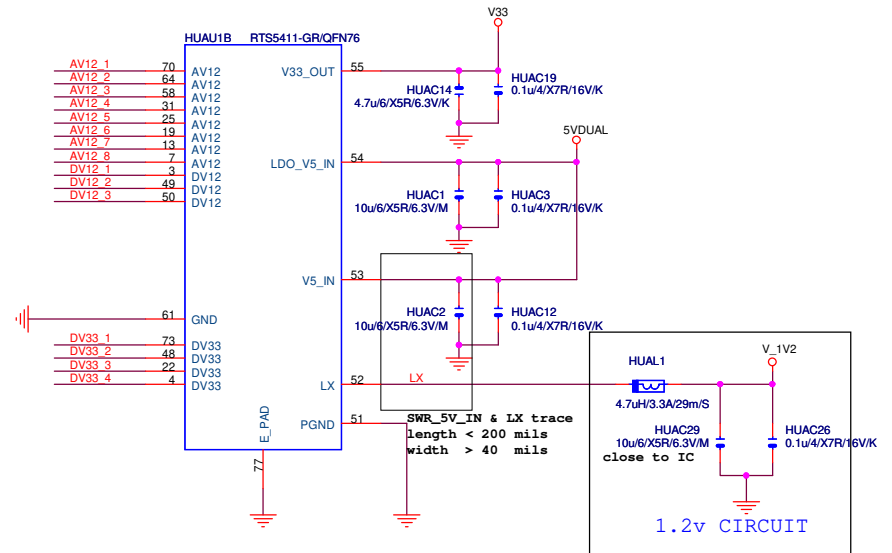 V33
HUAU1B RTS5411-GR/QFN76
AV12_1 70 AV12
AV12_2 64 AV12
AV12_3 58 AV12
AV12_4 31 AV12
AV12_5 25 AV12
AV12_6 19 AV12
AV12_7 13 AV12
AV12_8 7 AV12
DV12_1 3 DV12
DV12_2 49 DV12
DV12_3 50 DV12
V33_OUT 55
HUAC14
4.7u/6/X5R/6.3V/K
HUAC19
0.1u/4/X7R/16V/K
5VDUAL
LDO_V5_IN 54
HUAC1
10u/6/X5R/6.3V/M
HUAC3
0.1u/4/X7R/16V/K
V5_IN 53
HUAC2
10u/6/X5R/6.3V/M
HUAC12
0.1u/4/X7R/16V/K
61 GND
DV33_1 73 DV33
DV33_2 48 DV33
DV33_3 22 DV33
DV33_4 4 DV33
LX 52 LX
HUAL1
4.7uH/3.3A/29m/S
V_1V2
PGND 51
E_PAD
77
SWR_5V_IN & LX trace
length < 200 mils
width > 40 mils
HUAC29
10u/6/X5R/6.3V/M
close to IC
HUAC26
0.1u/4/X7R/16V/K
1.2v CIRCUIT